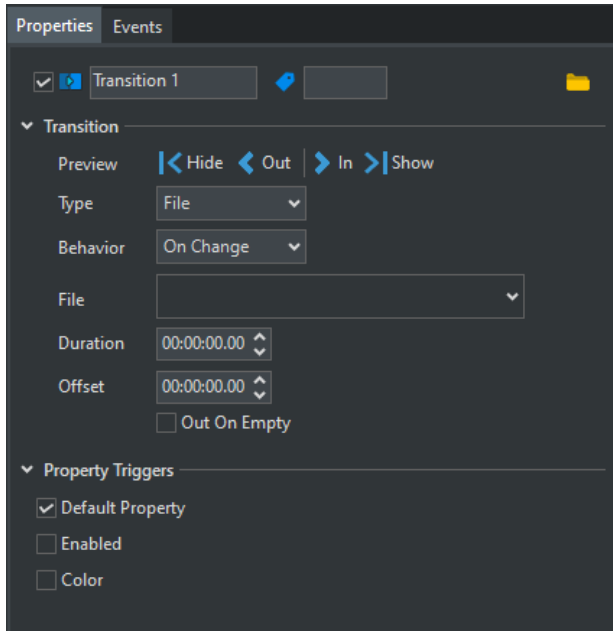 Properties Events
Transition 1
Transition
Preview Hide Out In Show
Type File
Behavior On Change
File
Duration 00:00:00.00
Offset 00:00:00.00
Out On Empty
Property Triggers
Default Property
Enabled
Color